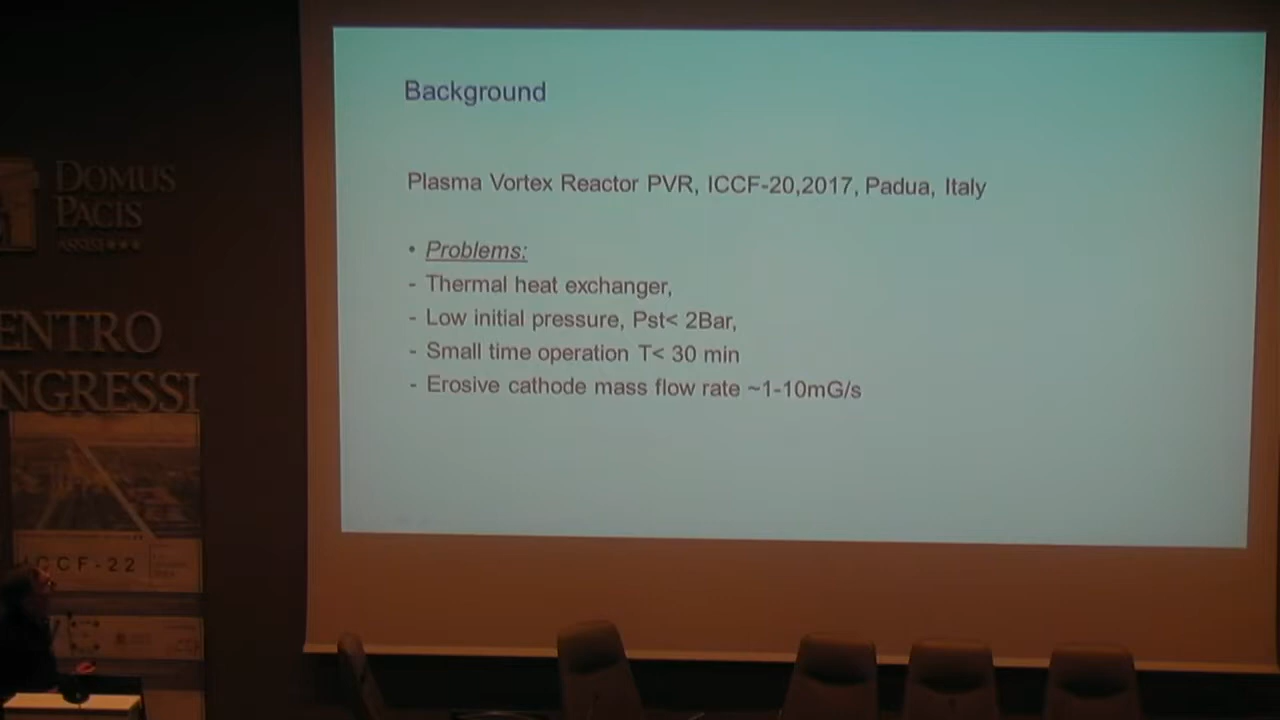 Background
Plasma Vortex Reactor PVR, ICCF-20,2017, Padua, Italy
• Problems:
- Thermal heat exchanger,
- Low initial pressure, Pst< 2Bar,
- Small time operation T< 30 min
- Erosive cathode mass flow rate ~1-10mG/s
DOMUS
PACIS
ASSISI
ENTRO
NGRESSI
ICCF-22